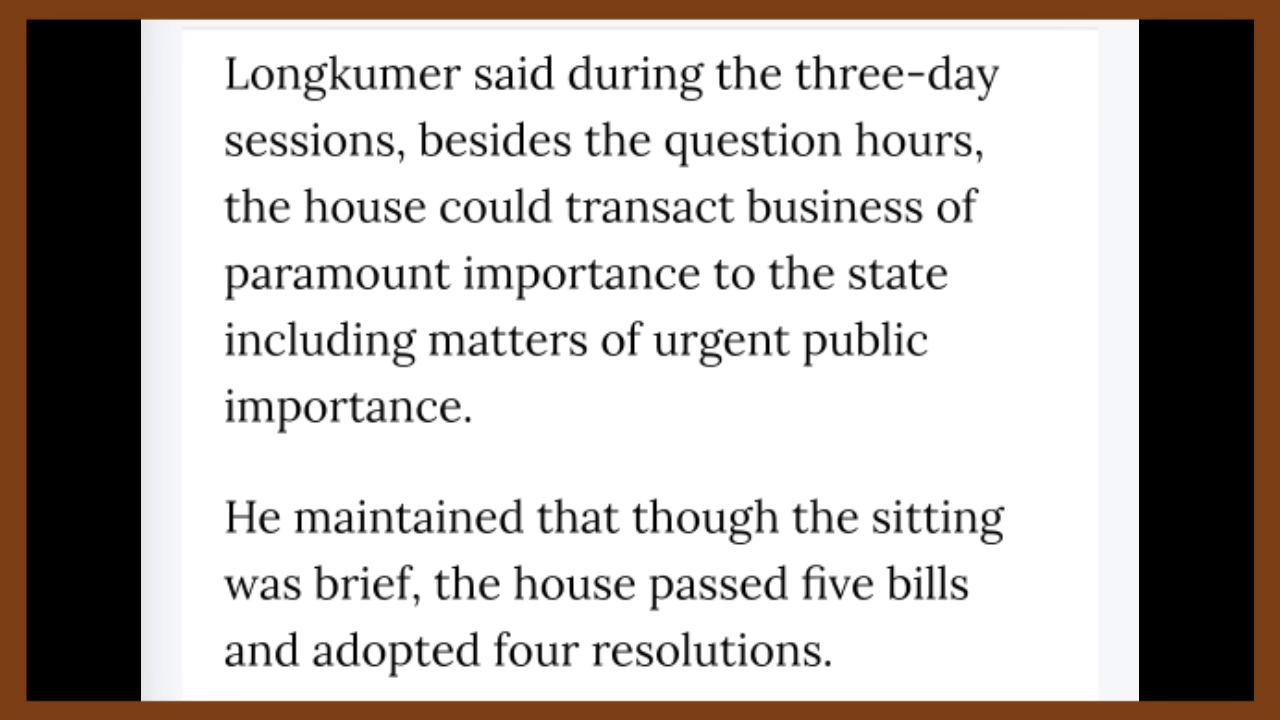 Longkumer said during the three-day
sessions, besides the question hours,
the house could transact business of
paramount importance to the state
including matters of urgent public
importance.
He maintained that though the sitting
was brief, the house passed five bills
and adopted four resolutions.